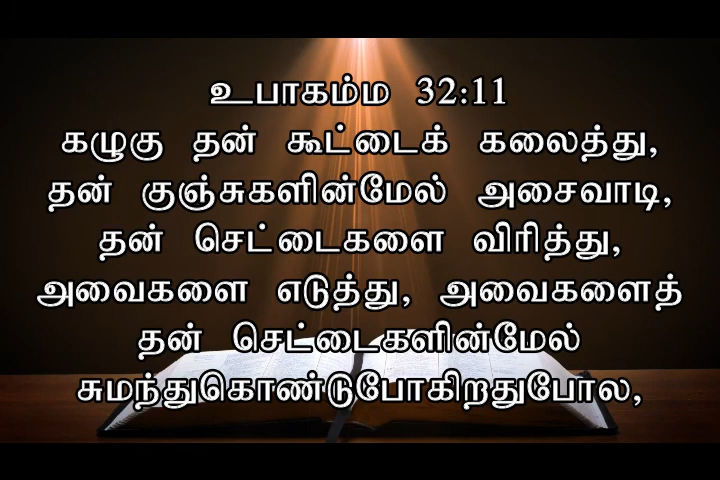 உபாகம்ம 32:11
கழுகு தன் கூட்டைக் கலைத்து,
தன் குஞ்சுகளின்மேல் அசைவாடி,
தன் செட்டைகளை விரித்து,
அவைகளை எடுத்து, அவைகளைத்
தன் செட்டைகளின்மேல்
சுமந்துகொண்டுபோகிறதுபோல,